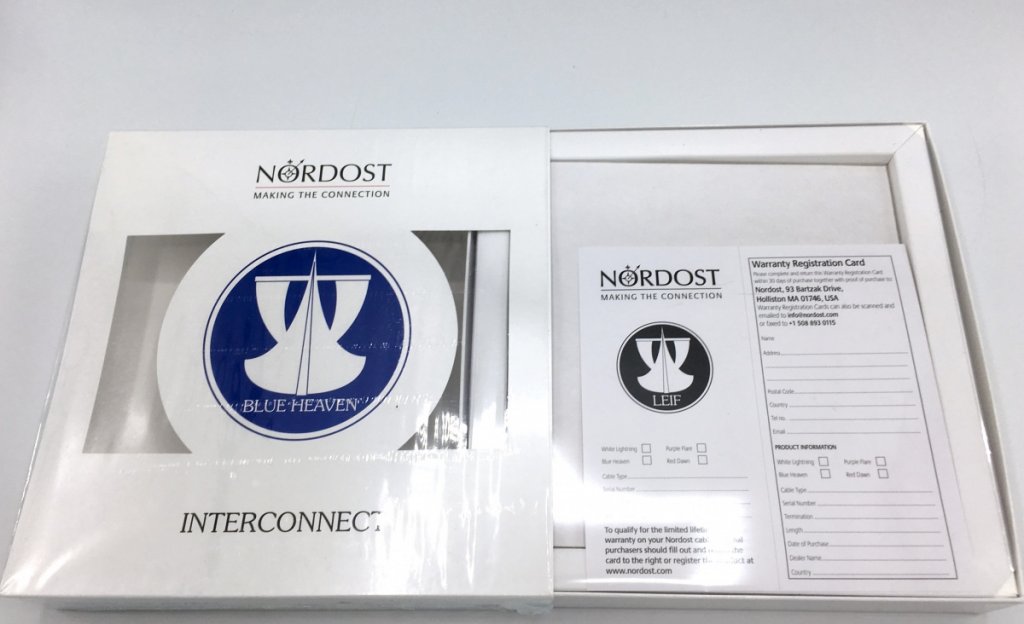 NORDOST
MAKING THE CONNECTION
BLUE HEAVEN
INTERCONNECT
NORDOST
MAKING THE CONNECTION
LEIF
White Lightning
Purple Flare
Blue Heaven
Red Dawn
Cable Type
Serial Number
To qualify for the limited
warranty on your Nordost
purchasers should fill out and the
card to the right or register at
www.nordost.com
Warranty Registration Card
Please complete and return this Warranty Registration Card
within 30 days of purchase together with proof of purchase to:
Nordost, 93 Bartzak Drive,
Holliston MA 01746, USA
Warranty Registration Cards can also be scanned and
emailed to info@nordost.com
or faxed to +1 508 893 0115
Name
Address
Postal Code
Country
Tel no.
Email
PRODUCT INFORMATION
White Lightning
Purple Flare
Blue Heaven
Red Dawn
Cable Type
Serial Number
Termination
Length
Date of Purchase
Dealer Name
Country